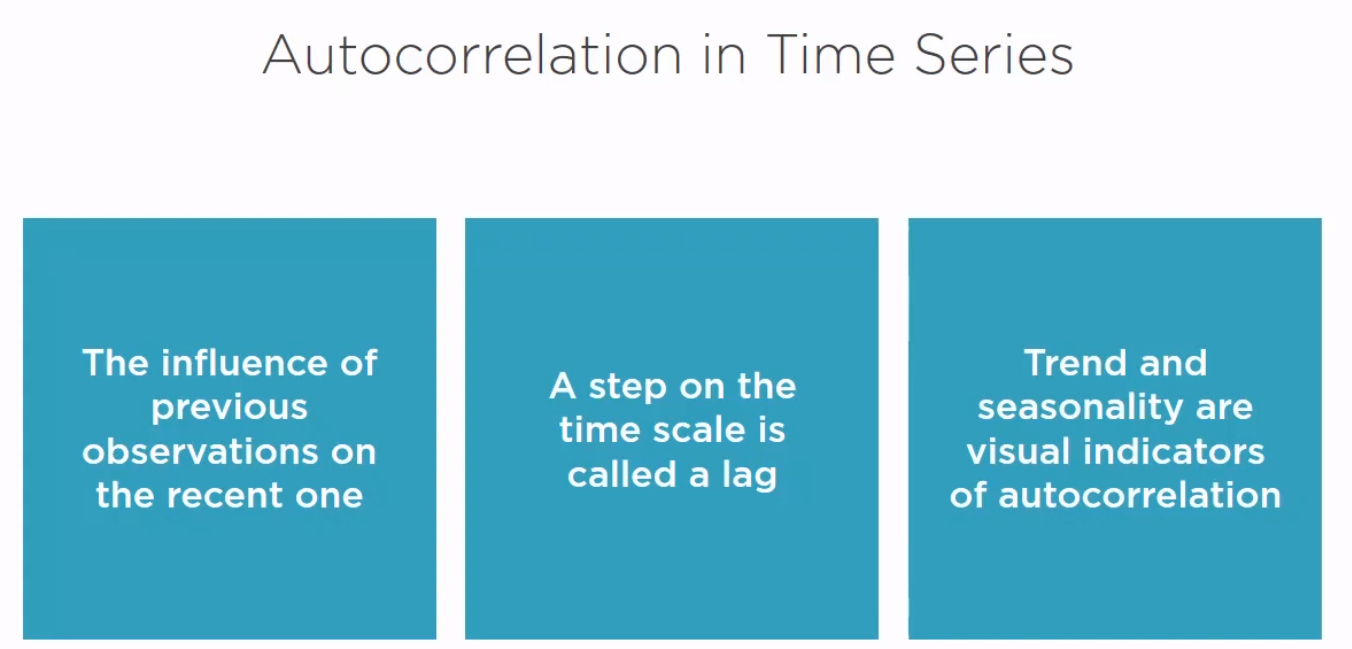 Autocorrelation in Time Series
The influence of
previous
observations on
the recent one
A step on the
time scale is
called a lag
Trend and
seasonality are
visual indicators
of autocorrelation